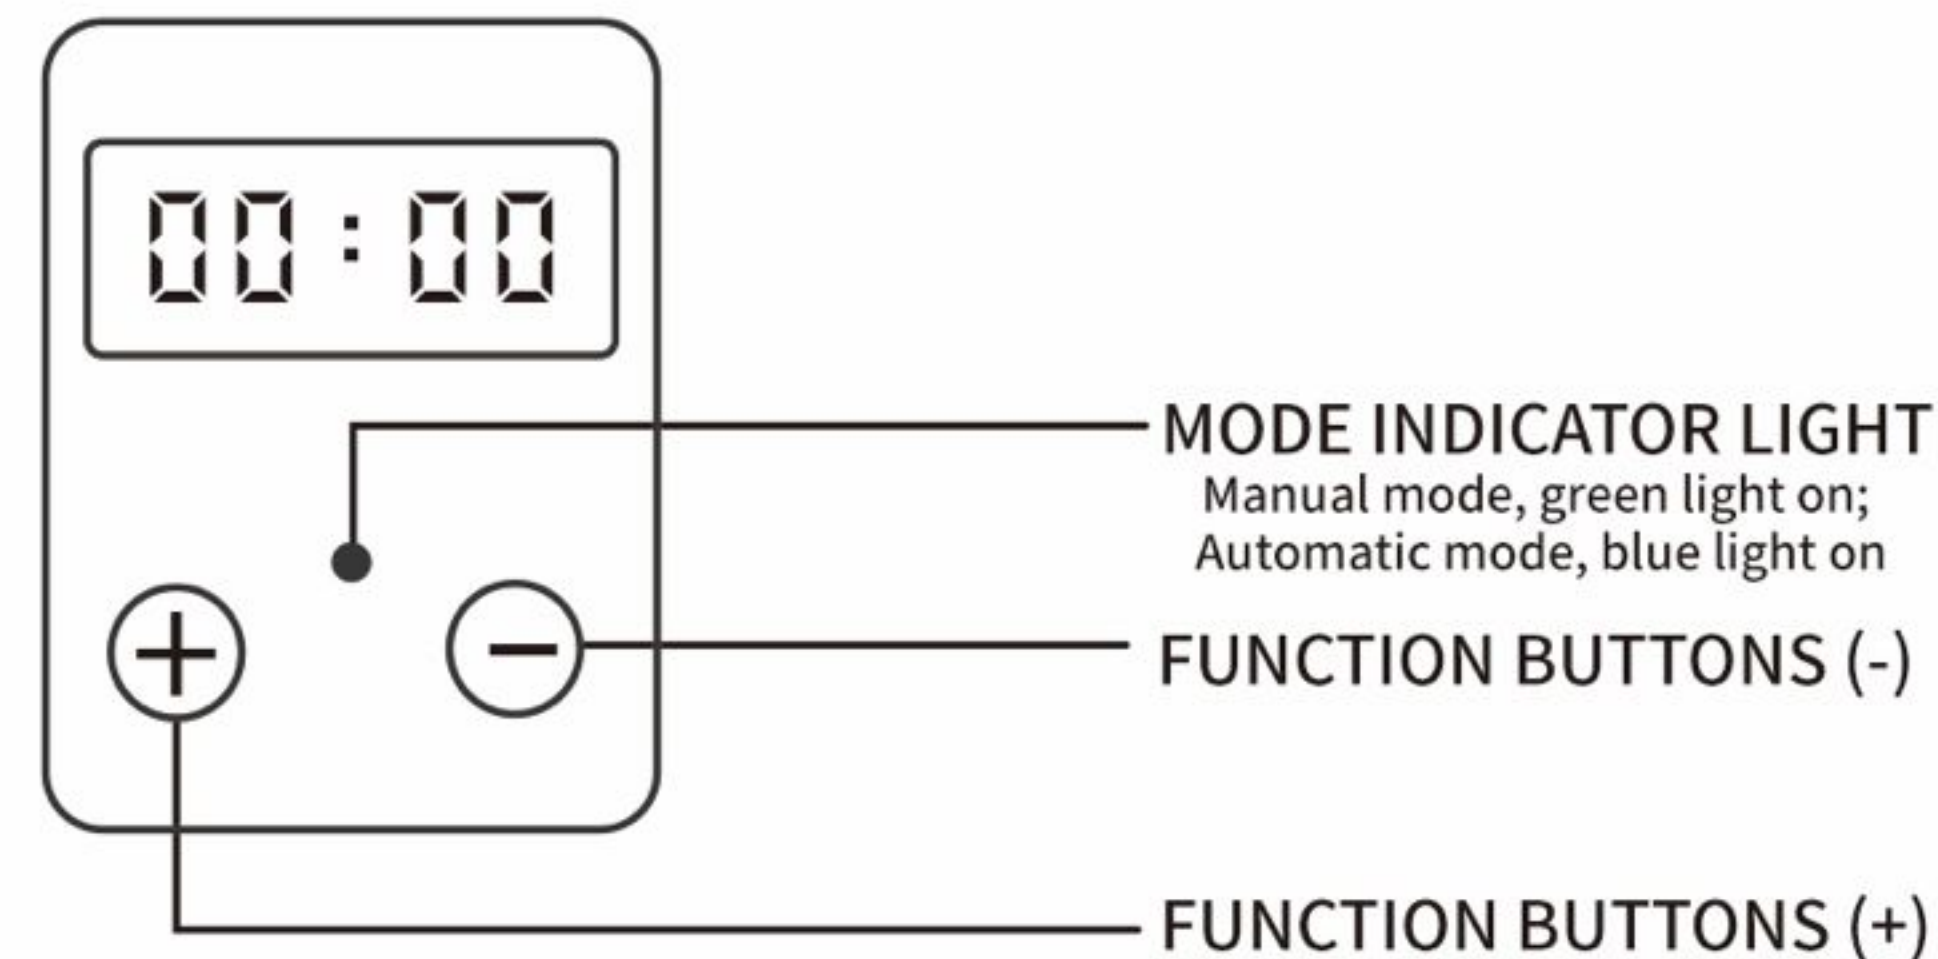 00:00
MODE INDICATOR LIGHT
Manual mode, green light on;
Automatic mode, blue light on
+
−
FUNCTION BUTTONS (-)
FUNCTION BUTTONS (+)